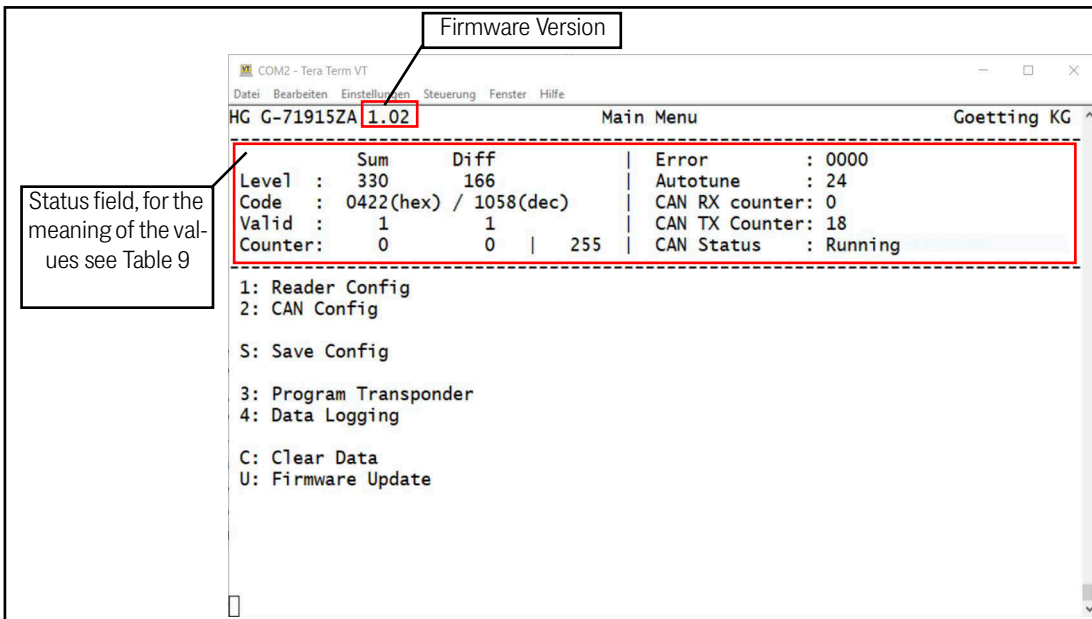 Firmware Version
COM2 - Tera Term VT
Datei Bearbeiten Einstellungen Steuerung Fenster Hilfe
HG G-71915ZA 1.02 Main Menu Goetting KG
Sum Diff | Error : 0000
Level : 330 166 | Autotune : 24
Code : 0422(hex) / 1058(dec) | CAN RX counter: 0
Valid : 1 1 | CAN TX Counter: 18
Counter: 0 0 | 255 | CAN Status : Running
Status field, for the
meaning of the val-
ues see Table 9
1: Reader Config
2: CAN Config
S: Save Config
3: Program Transponder
4: Data Logging
C: Clear Data
U: Firmware Update